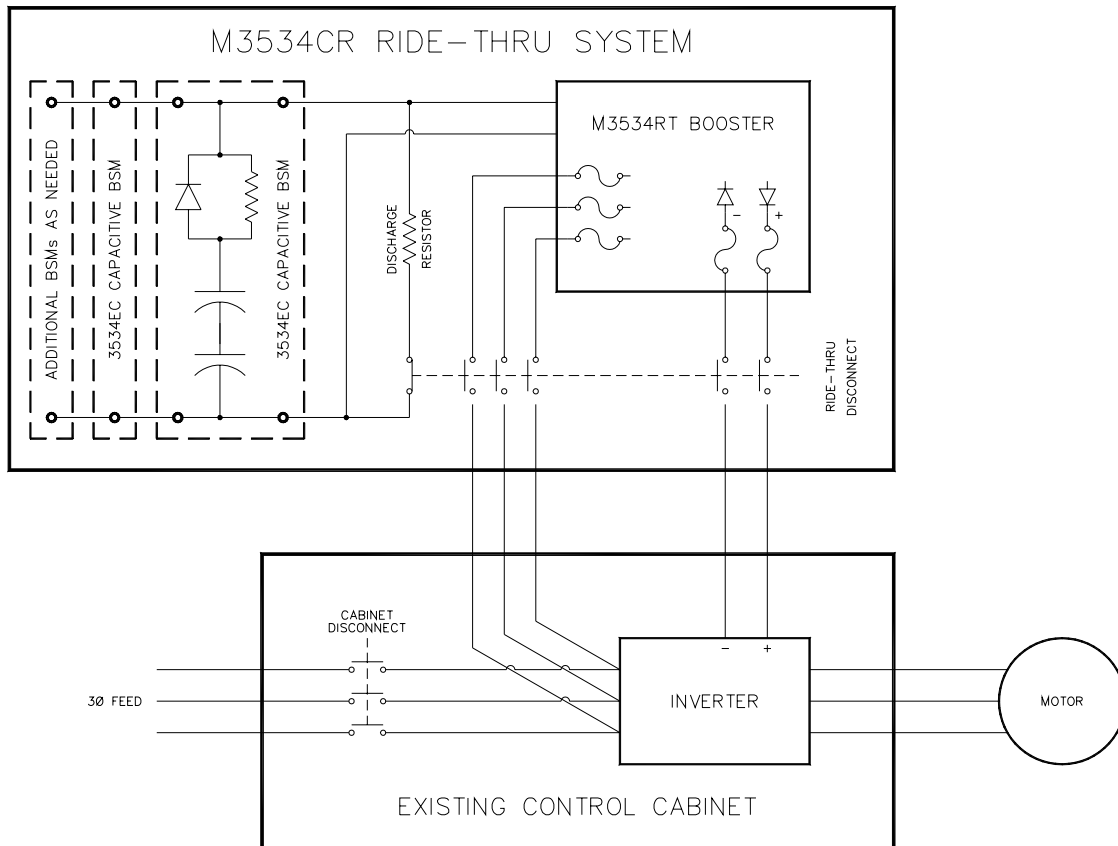 M3534CR RIDE-THRU SYSTEM
ADDITIONAL BSMs AS NEEDED
3534EC CAPACITIVE BSM
3534EC CAPACITIVE BSM
DISCHARGE
RESISTOR
M3534RT BOOSTER
- +
RIDE-THRU
DISCONNECT
CABINET
DISCONNECT
3Ø FEED
- +
INVERTER
MOTOR
EXISTING CONTROL CABINET